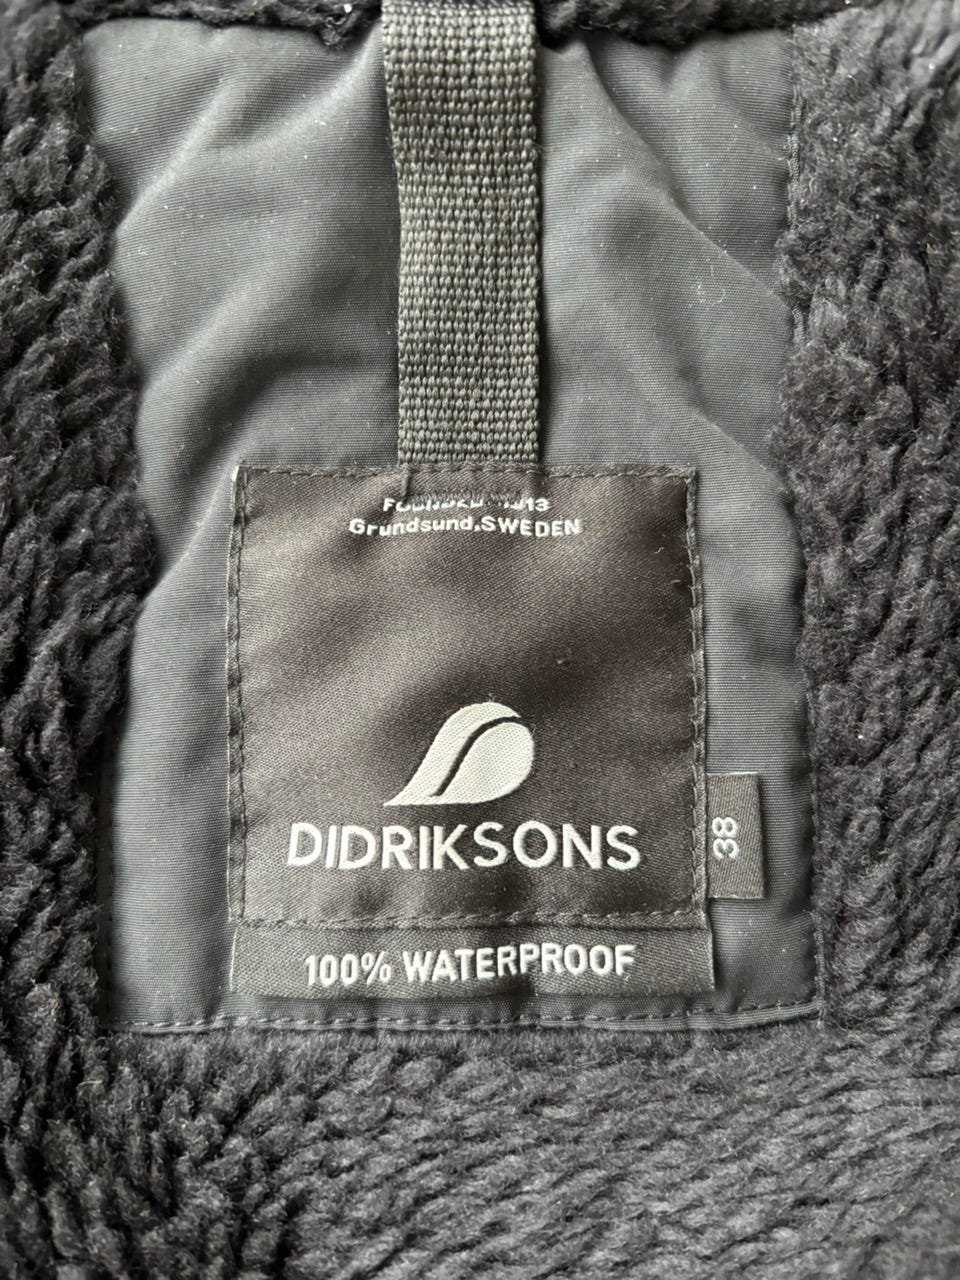 Grundsund,SWEDEN
DIDRIKSONS
38
100% WATERPROOF